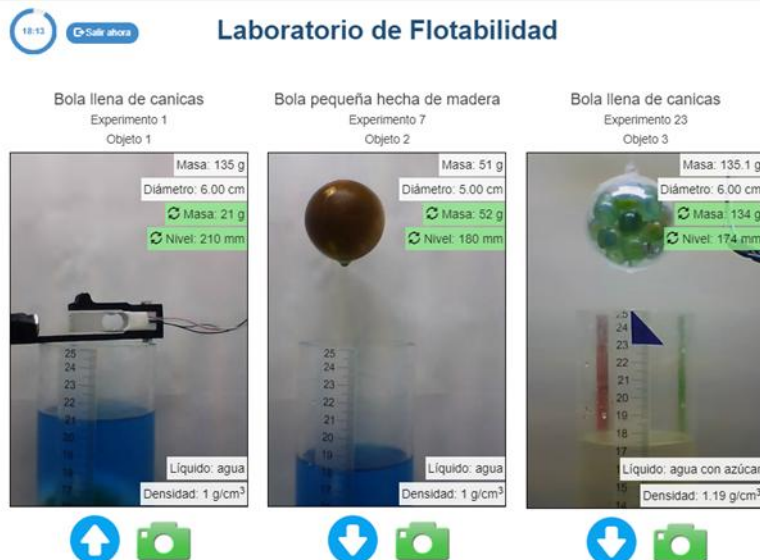 18:13
Salir ahora
Laboratorio de Flotabilidad
Bola llena de canicas
Experimento 1
Objeto 1
Masa: 135 g
Diámetro: 6.00 cm
Masa: 21 g
Nivel: 210 mm
25
24
23
22
21
20
19
18
Líquido: agua
Densidad: 1 g/cm³
Bola pequeña hecha de madera
Experimento 7
Objeto 2
Masa: 51 g
Diámetro: 5.00 cm
Masa: 52 g
Nivel: 180 mm
25
24
23
22
21
20
19
18
17
Líquido: agua
Densidad: 1 g/cm³
Bola llena de canicas
Experimento 23
Objeto 3
Masa: 135.1 g
Diámetro: 6.00 cm
Masa: 134 g
Nivel: 174 mm
25
24
23
22
21
20
19
18
17
Líquido: agua con azúcar
Densidad: 1.19 g/cm³